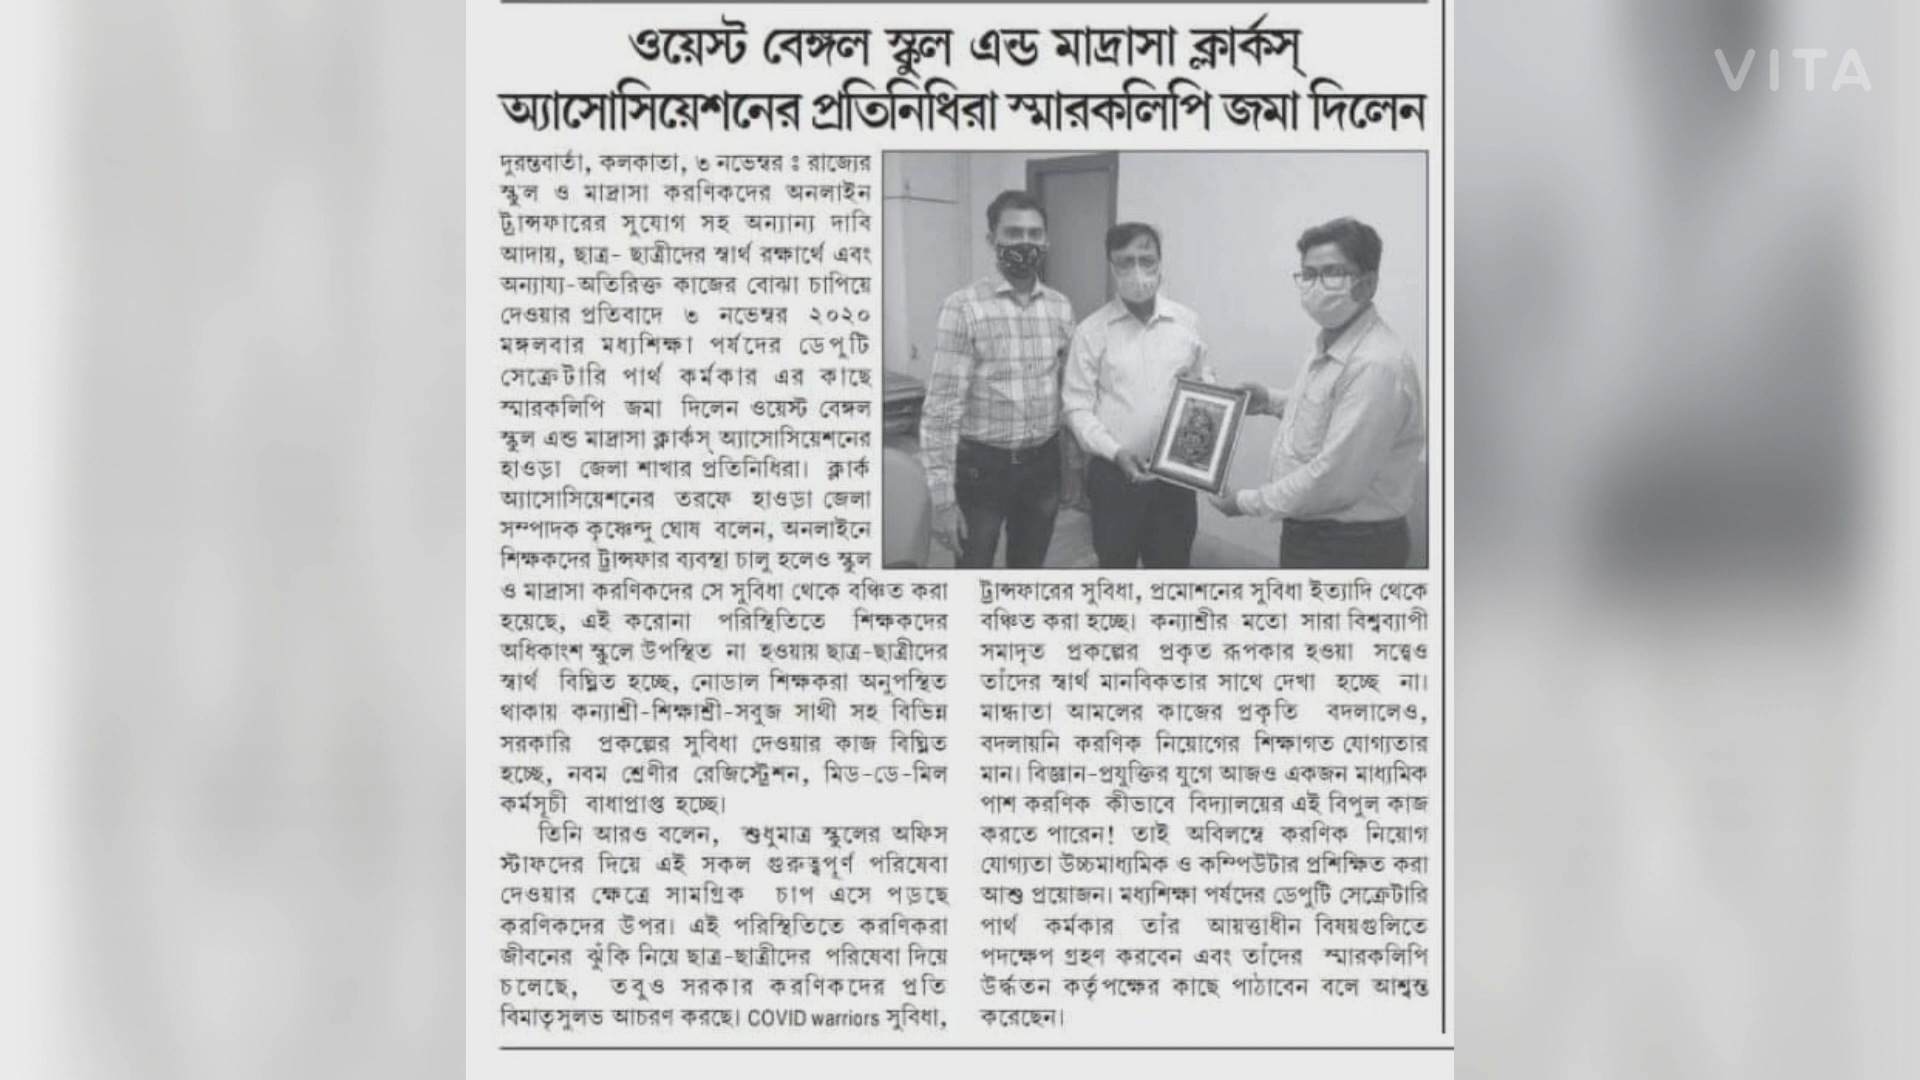 ওয়েস্ট বেঙ্গল স্কুল এন্ড মাদ্রাসা ক্লার্কস্
অ্যাসোসিয়েশনের প্রতিনিধিরা স্মারকলিপি জমা দিলেন
দুরন্তবার্তা, কলকাতা, ৩ নভেম্বর ঃ রাজ্যের
স্কুল ও মাদ্রাসা করণিকদের অনলাইন
ট্রান্সফারের সুযোগ সহ অন্যান্য দাবি
আদায়, ছাত্র- ছাত্রীদের স্বার্থ রক্ষার্থে এবং
অন্যায্য-অতিরিক্ত কাজের বোঝা চাপিয়ে
দেওয়ার প্রতিবাদে ৩ নভেম্বর ২০২০
মঙ্গলবার মধ্যশিক্ষা পর্ষদের ডেপুটি
সেক্রেটারি পার্থ কর্মকার এর কাছে
স্মারকলিপি জমা দিলেন ওয়েস্ট বেঙ্গল
স্কুল এন্ড মাদ্রাসা ক্লার্কস্ অ্যাসোসিয়েশনের
হাওড়া জেলা শাখার প্রতিনিধিরা। ক্লার্ক
অ্যাসোসিয়েশনের তরফে হাওড়া জেলা
সম্পাদক কৃষ্ণেন্দু ঘোষ বলেন, অনলাইনে
শিক্ষকদের ট্রান্সফার ব্যবস্থা চালু হলেও স্কুল
ও মাদ্রাসা করণিকদের সে সুবিধা থেকে বঞ্চিত করা
হয়েছে, এই করোনা পরিস্থিতিতে শিক্ষকদের
অধিকাংশ স্কুলে উপস্থিত না হওয়ায় ছাত্র-ছাত্রীদের
স্বার্থ বিঘ্নিত হচ্ছে, নোডাল শিক্ষকরা অনুপস্থিত
থাকায় কন্যাশ্রী-শিক্ষাশ্রী-সবুজ সাথী সহ বিভিন্ন
সরকারি প্রকল্পের সুবিধা দেওয়ার কাজ বিঘ্নিত
হচ্ছে, নবম শ্রেণীর রেজিস্ট্রেশন, মিড-ডে-মিল
কর্মসূচী বাধাপ্রাপ্ত হচ্ছে।
তিনি আরও বলেন, শুধুমাত্র স্কুলের অফিস
স্টাফদের দিয়ে এই সকল গুরুত্বপূর্ণ পরিষেবা
দেওয়ার ক্ষেত্রে সামগ্রিক চাপ এসে পড়ছে
করণিকদের উপর। এই পরিস্থিতিতে করণিকরা
জীবনের ঝুঁকি নিয়ে ছাত্র-ছাত্রীদের পরিষেবা দিয়ে
চলেছে, তবুও সরকার করণিকদের প্রতি
বিমাতৃসুলভ আচরণ করছে। COVID warriors সুবিধা,
ট্রান্সফারের সুবিধা, প্রমোশনের সুবিধা ইত্যাদি থেকে
বঞ্চিত করা হচ্ছে। কন্যাশ্রীর মতো সারা বিশ্বব্যাপী
সমাদৃত প্রকল্পের প্রকৃত রূপকার হওয়া সত্ত্বেও
তাঁদের স্বার্থ মানবিকতার সাথে দেখা হচ্ছে না।
মান্ধাতা আমলের কাজের প্রকৃতি বদলালেও,
বদলায়নি করণিক নিয়োগের শিক্ষাগত যোগ্যতার
মান। বিজ্ঞান-প্রযুক্তির যুগে আজও একজন মাধ্যমিক
পাশ করণিক কীভাবে বিদ্যালয়ের এই বিপুল কাজ
করতে পারেন! তাই অবিলম্বে করণিক নিয়োগ
যোগ্যতা উচ্চমাধ্যমিক ও কম্পিউটার প্রশিক্ষিত করা
আশু প্রয়োজন। মধ্যশিক্ষা পর্ষদের ডেপুটি সেক্রেটারি
পার্থ কর্মকার তাঁর আয়ত্তাধীন বিষয়গুলিতে
পদক্ষেপ গ্রহণ করবেন এবং তাঁদের স্মারকলিপি
উর্দ্ধতন কর্তৃপক্ষের কাছে পাঠাবেন বলে আশ্বস্ত
করেছেন।
VITA